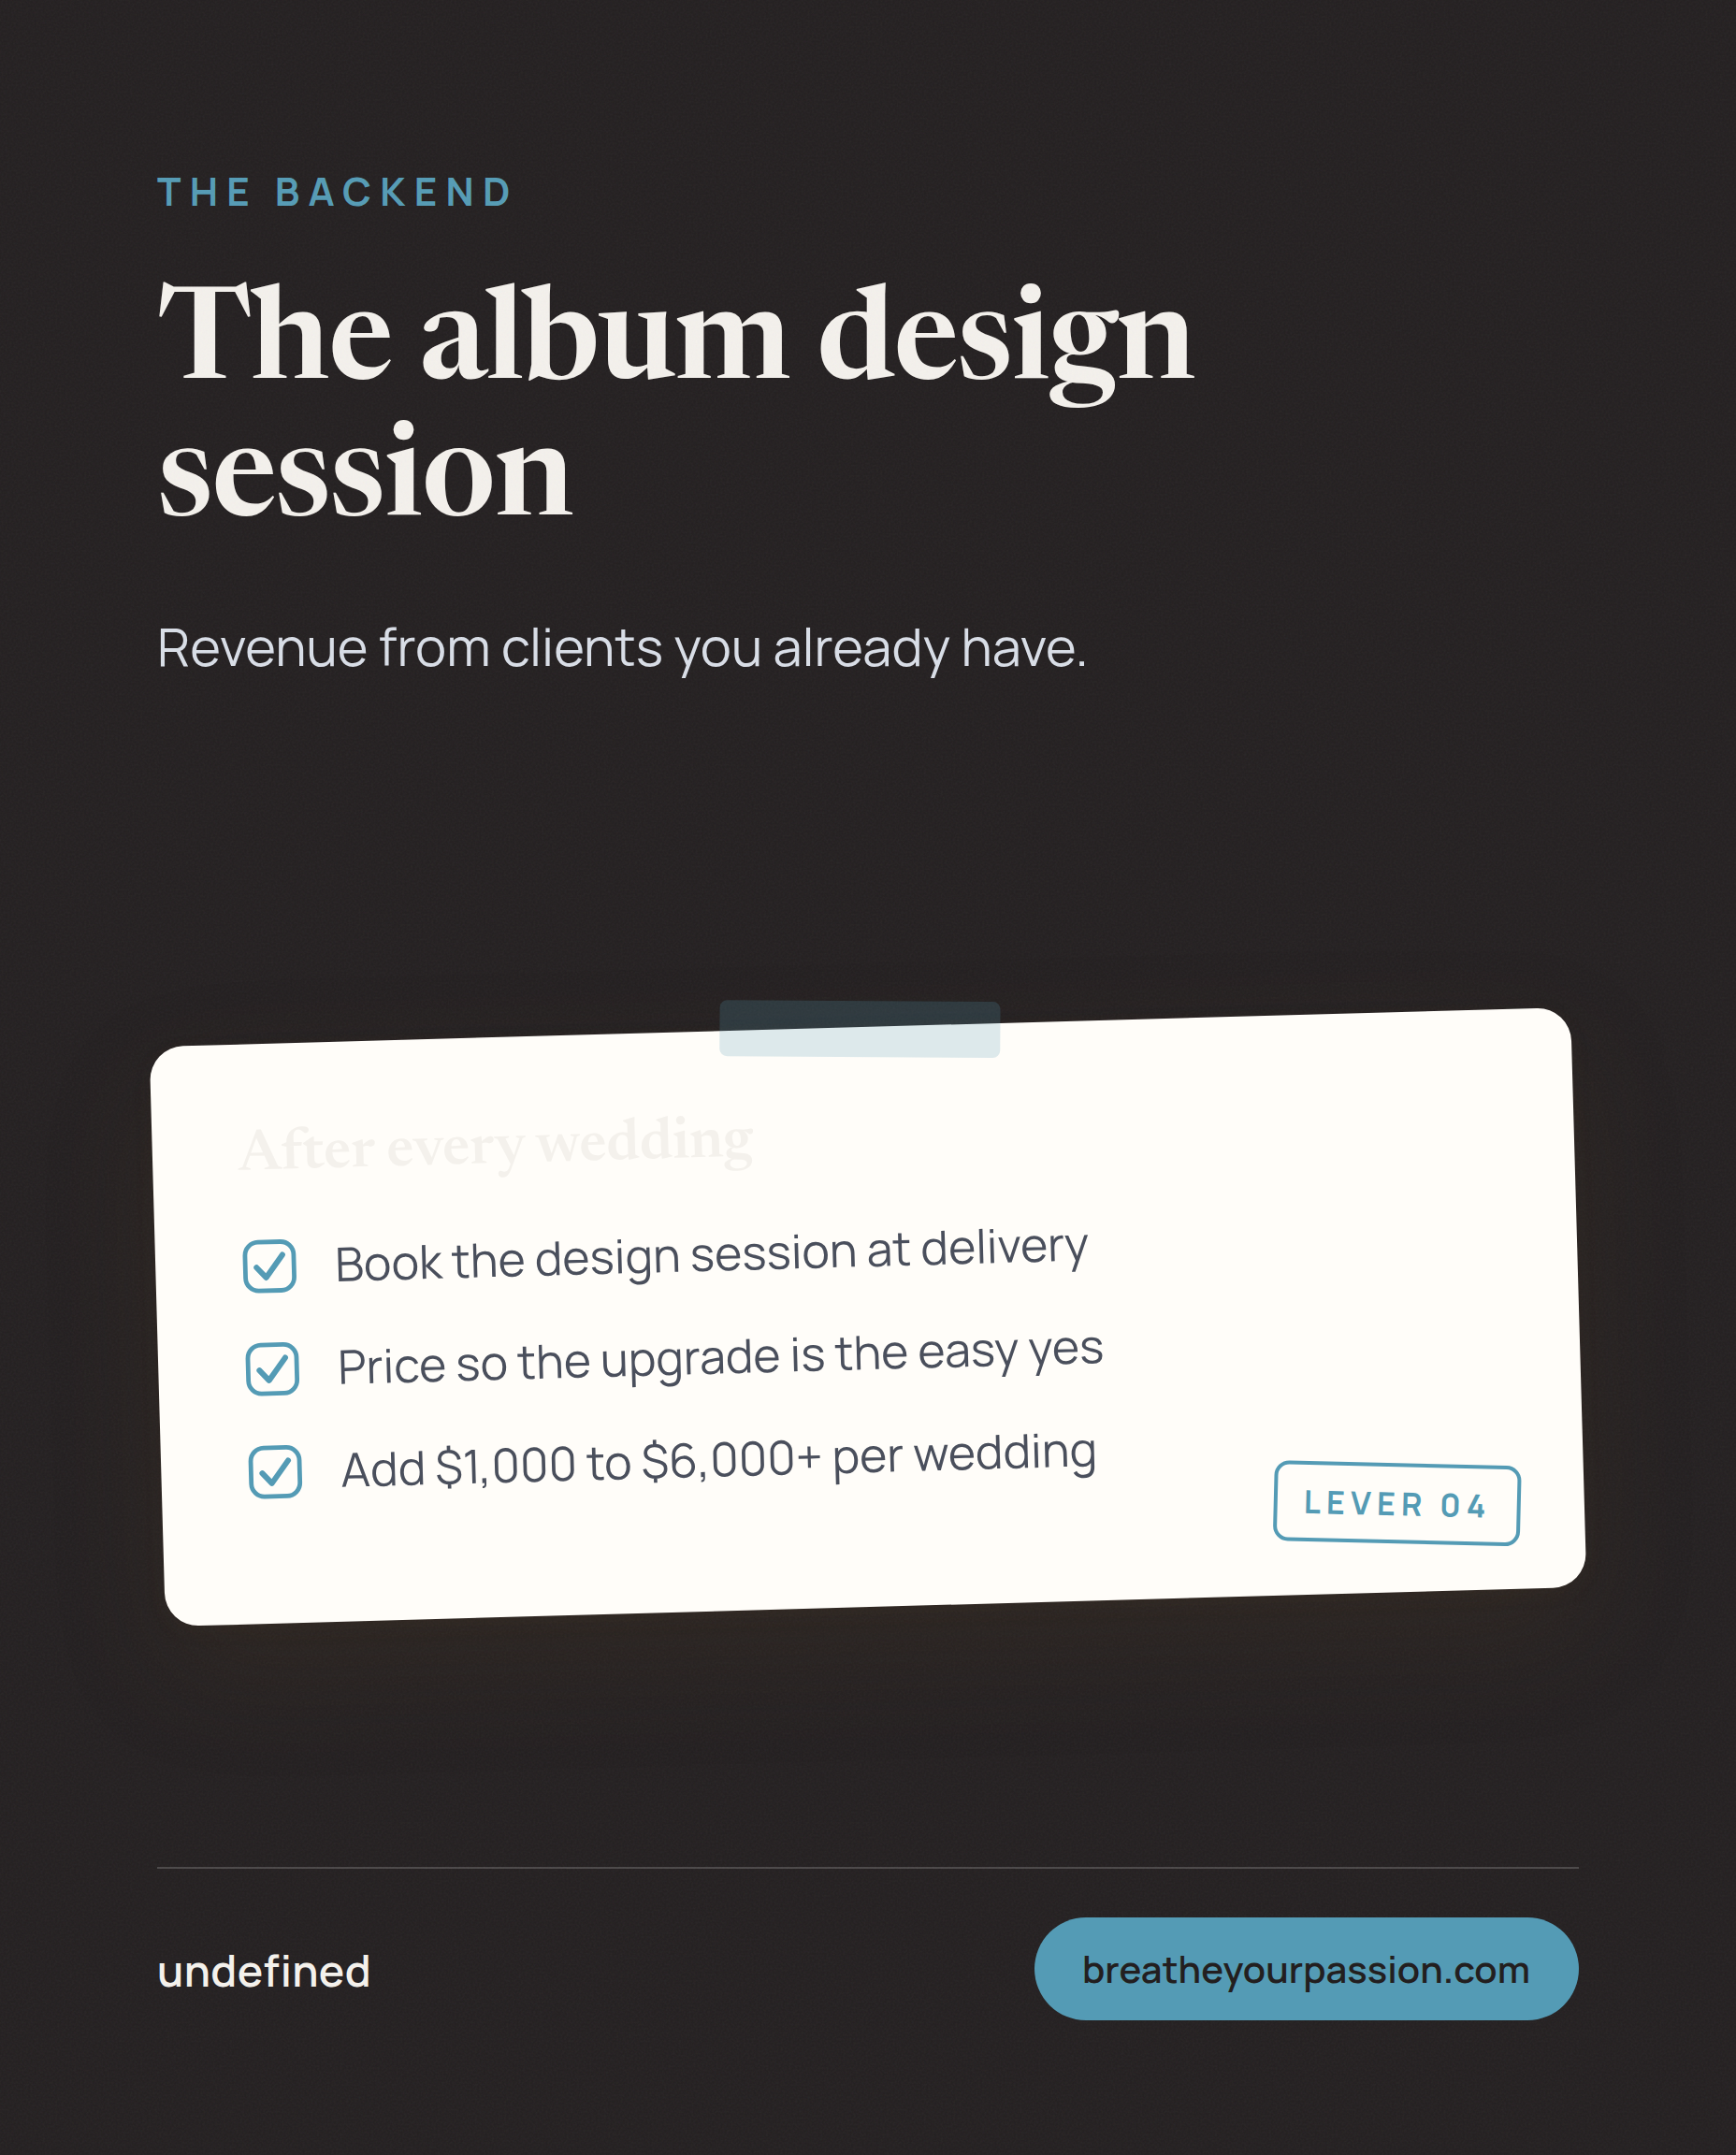 THE BACKEND
The album design
session
Revenue from clients you already have.
After every wedding
Book the design session at delivery
Price so the upgrade is the easy yes
Add $1,000 to $6,000+ per wedding
LEVER 04
undefined
breatheyourpassion.com